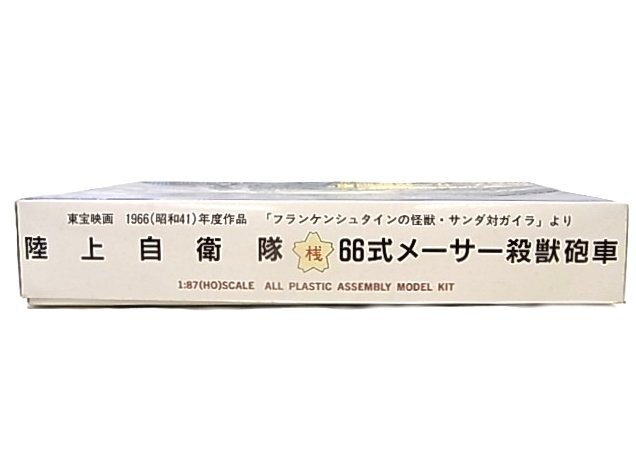 東宝映画 1966(昭和41)年度作品 「フランケンシュタインの怪獣・サンダ対ガイラ」より
陸上自衛隊 桟 66式メーサー殺獣砲車
1:87(HO)SCALE ALL PLASTIC ASSEMBLY MODEL KIT